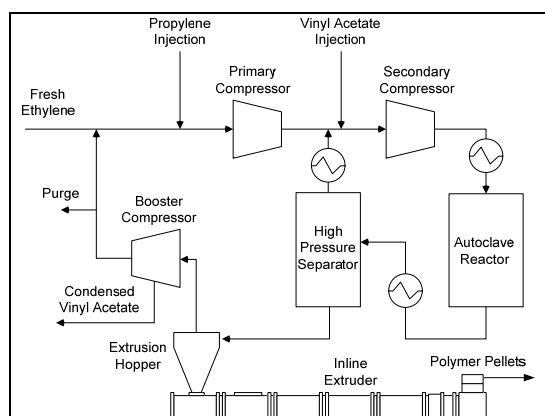 Propylene
Injection
Vinyl Acetate
Injection
Primary
Compressor
Secondary
Compressor
Fresh
Ethylene
Purge
Booster
Compressor
High
Pressure
Separator
Autoclave
Reactor
Condensed
Vinyl Acetate
Extrusion
Hopper
Inline
Extruder
Polymer Pellets